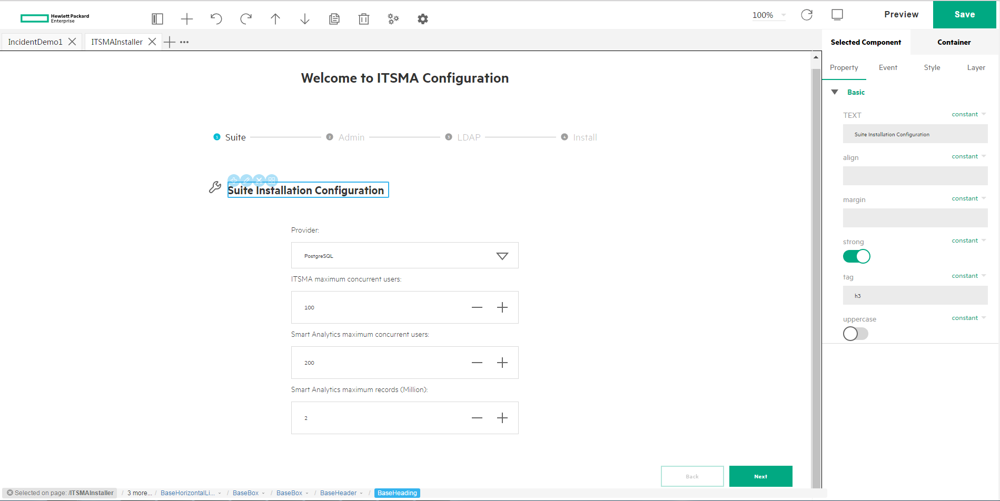 Hewlett Packard
Enterprise
100%
Preview
Save
IncidentDemo1
ITSMAInstaller
Selected Component
Container
Welcome to ITSMA Configuration
Property
Event
Style
Layer
Basic
1 Suite
2 Admin
3 LDAP
4 Install
TEXT
constant
Suite Installation Configuration
align
constant
margin
constant
strong
constant
tag
constant
h3
uppercase
constant
Suite Installation Configuration
Provider:
PostgreSQL
ITSMA maximum concurrent users:
100
Smart Analytics maximum concurrent users:
200
Smart Analytics maximum records (Million):
2
Back
Next
Selected on page: /ITSMAInstaller / 3 more... / BaseHorizontalLi... / BaseBox / BaseBox / BaseHeader / BaseHeading